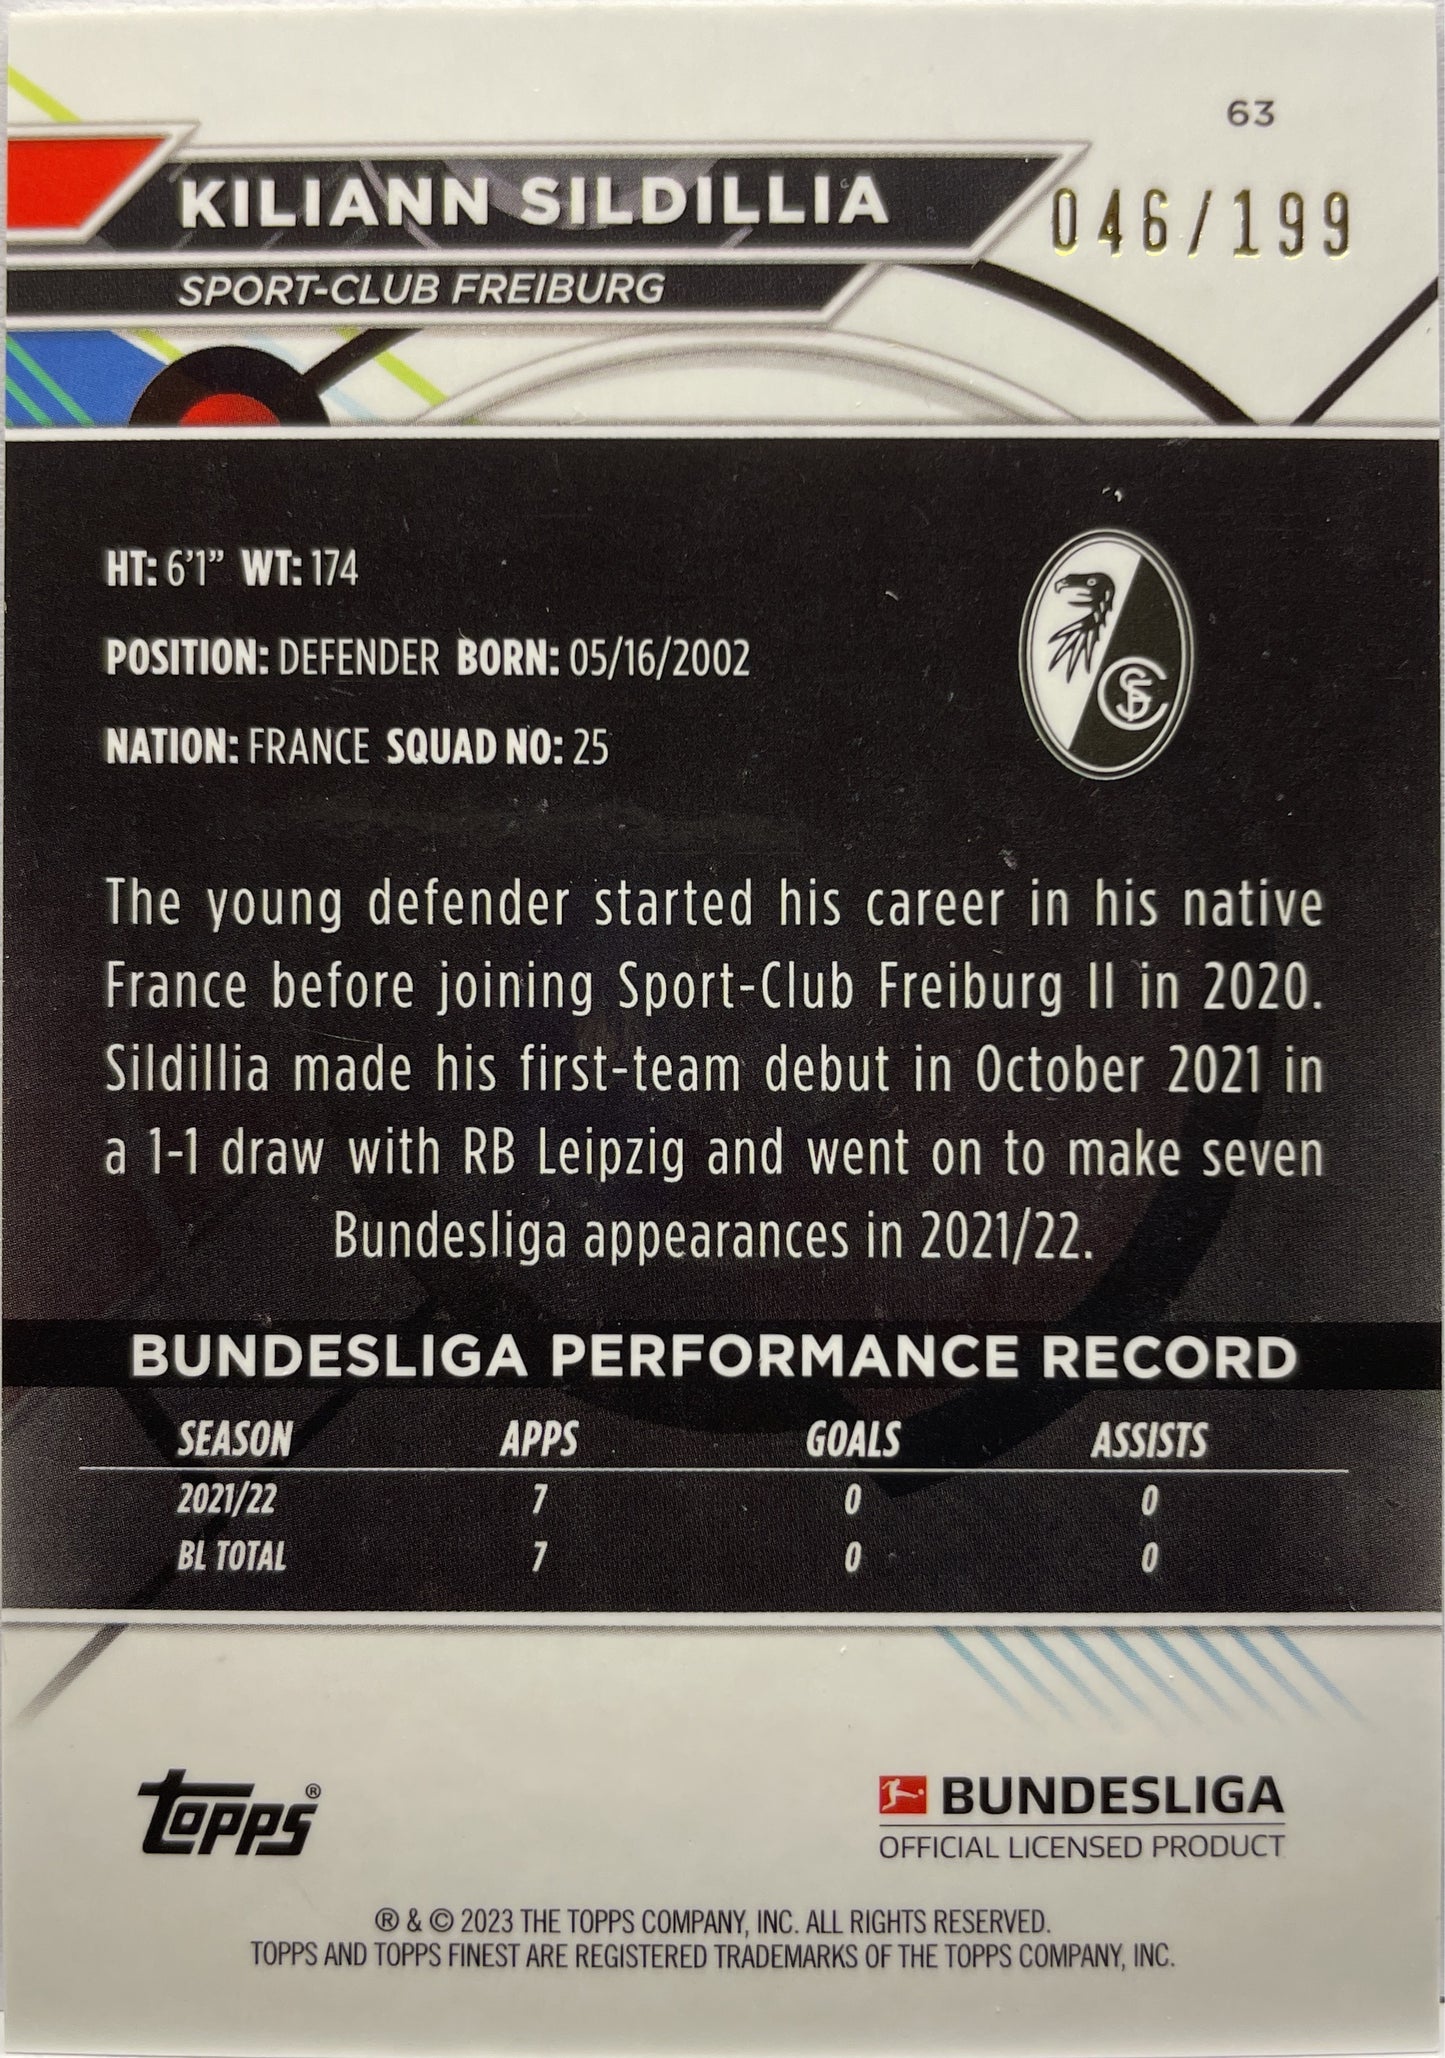 63
KILIANN SILDILLIA
046/199
SPORT-CLUB FREIBURG
HT: 6'1” WT: 174
POSITION: DEFENDER BORN: 05/16/2002
NATION: FRANCE SQUAD NO: 25
SC F
The young defender started his career in his native
France before joining Sport-Club Freiburg II in 2020.
Sildillia made his first-team debut in October 2021 in
a 1-1 draw with RB Leipzig and went on to make seven
Bundesliga appearances in 2021/22.
BUNDESLIGA PERFORMANCE RECORD
SEASON APPS GOALS ASSISTS
2021/22 7 0 0
BL TOTAL 7 0 0
Topps®
BUNDESLIGA
OFFICIAL LICENSED PRODUCT
® & © 2023 THE TOPPS COMPANY, INC. ALL RIGHTS RESERVED.
TOPPS AND TOPPS FINEST ARE REGISTERED TRADEMARKS OF THE TOPPS COMPANY, INC.